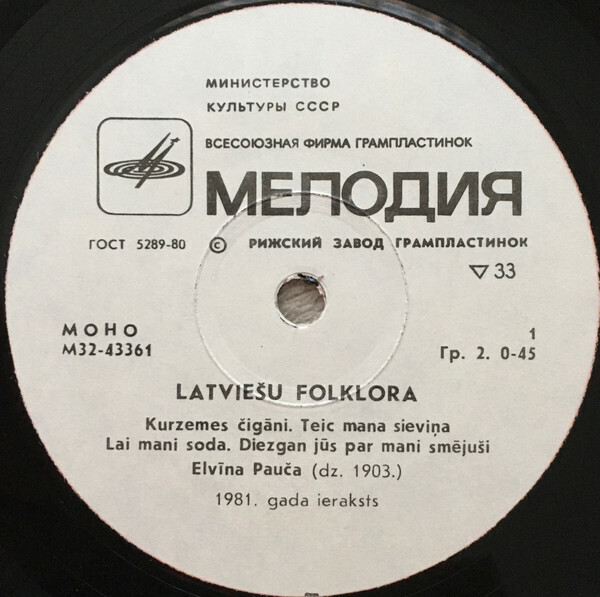 МИНИСТЕРСТВО
КУЛЬТУРЫ СССР
ВСЕСОЮЗНАЯ ФИРМА ГРАМПЛАСТИНОК
МЕЛОДИЯ
ГОСТ 5289-80 © РИЖСКИЙ ЗАВОД ГРАМПЛАСТИНОК
▽ 33
МОНО
М32-43361
1
Гр. 2. 0-45
LATVIEŠU FOLKLORA
Kurzemes čigāni. Teic mana sieviņa
Lai mani soda. Diezgan jūs par mani smējuši
Elvīna Pauča (dz. 1903.)
1981. gada ieraksts